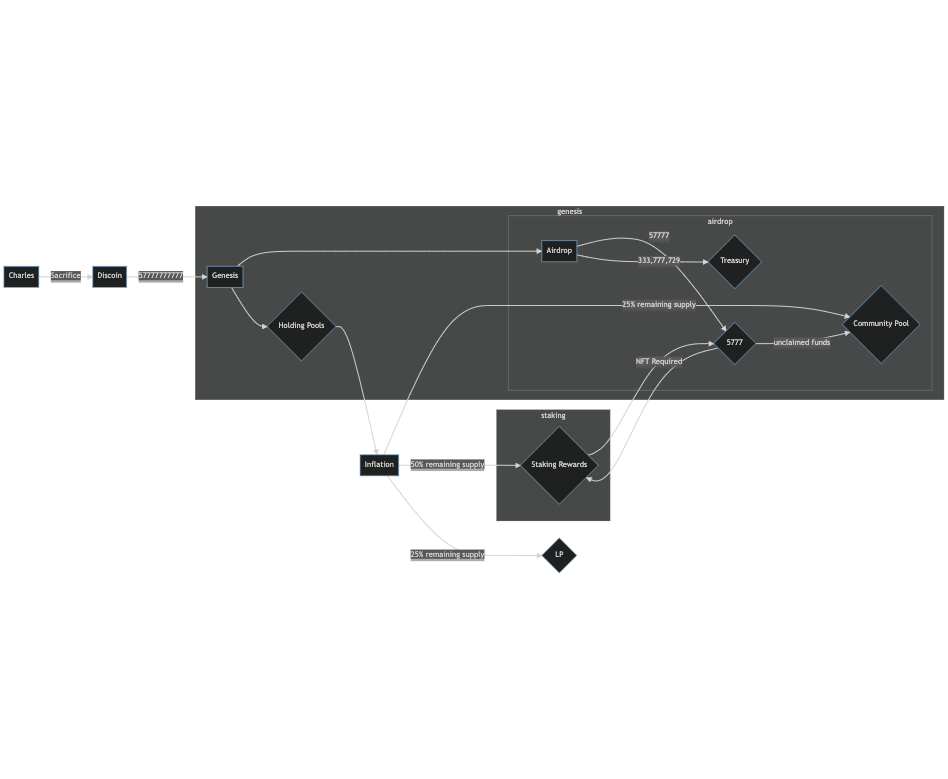 genesis
airdrop
57777
Airdrop
333,777,729
Treasury
Charles
Sacrifice
Discoin
57777777777
Genesis
25% remaining supply
Holding Pools
Community Pool
5777
unclaimed funds
NFT Required
staking
Inflation
50% remaining supply
Staking Rewards
25% remaining supply
LP